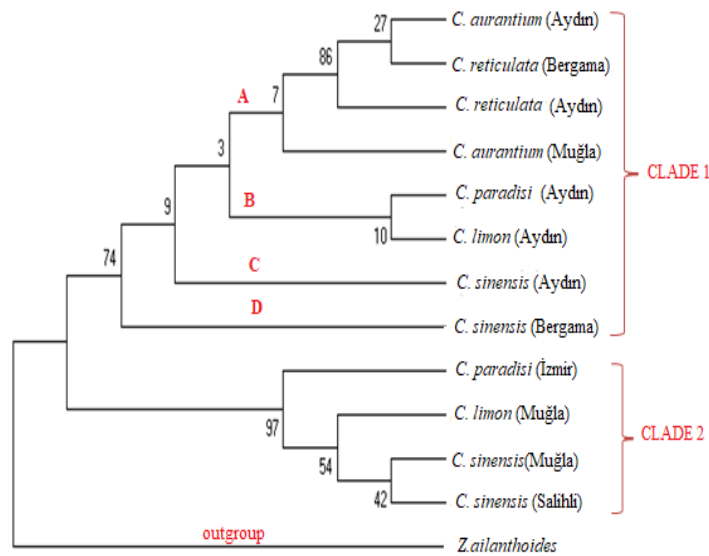 27
C. aurantium (Aydın)
86
C. reticulata (Bergama)
A
7
C. reticulata (Aydın)
3
C. aurantium (Muğla)
CLADE 1
9
B
C. paradisi (Aydın)
10
C. limon (Aydın)
74
C
C. sinensis (Aydın)
D
C. sinensis (Bergama)
C. paradisi (İzmir)
97
C. limon (Muğla)
CLADE 2
54
C. sinensis(Muğla)
42
C. sinensis (Salihli)
outgroup
Z.ailanthoides